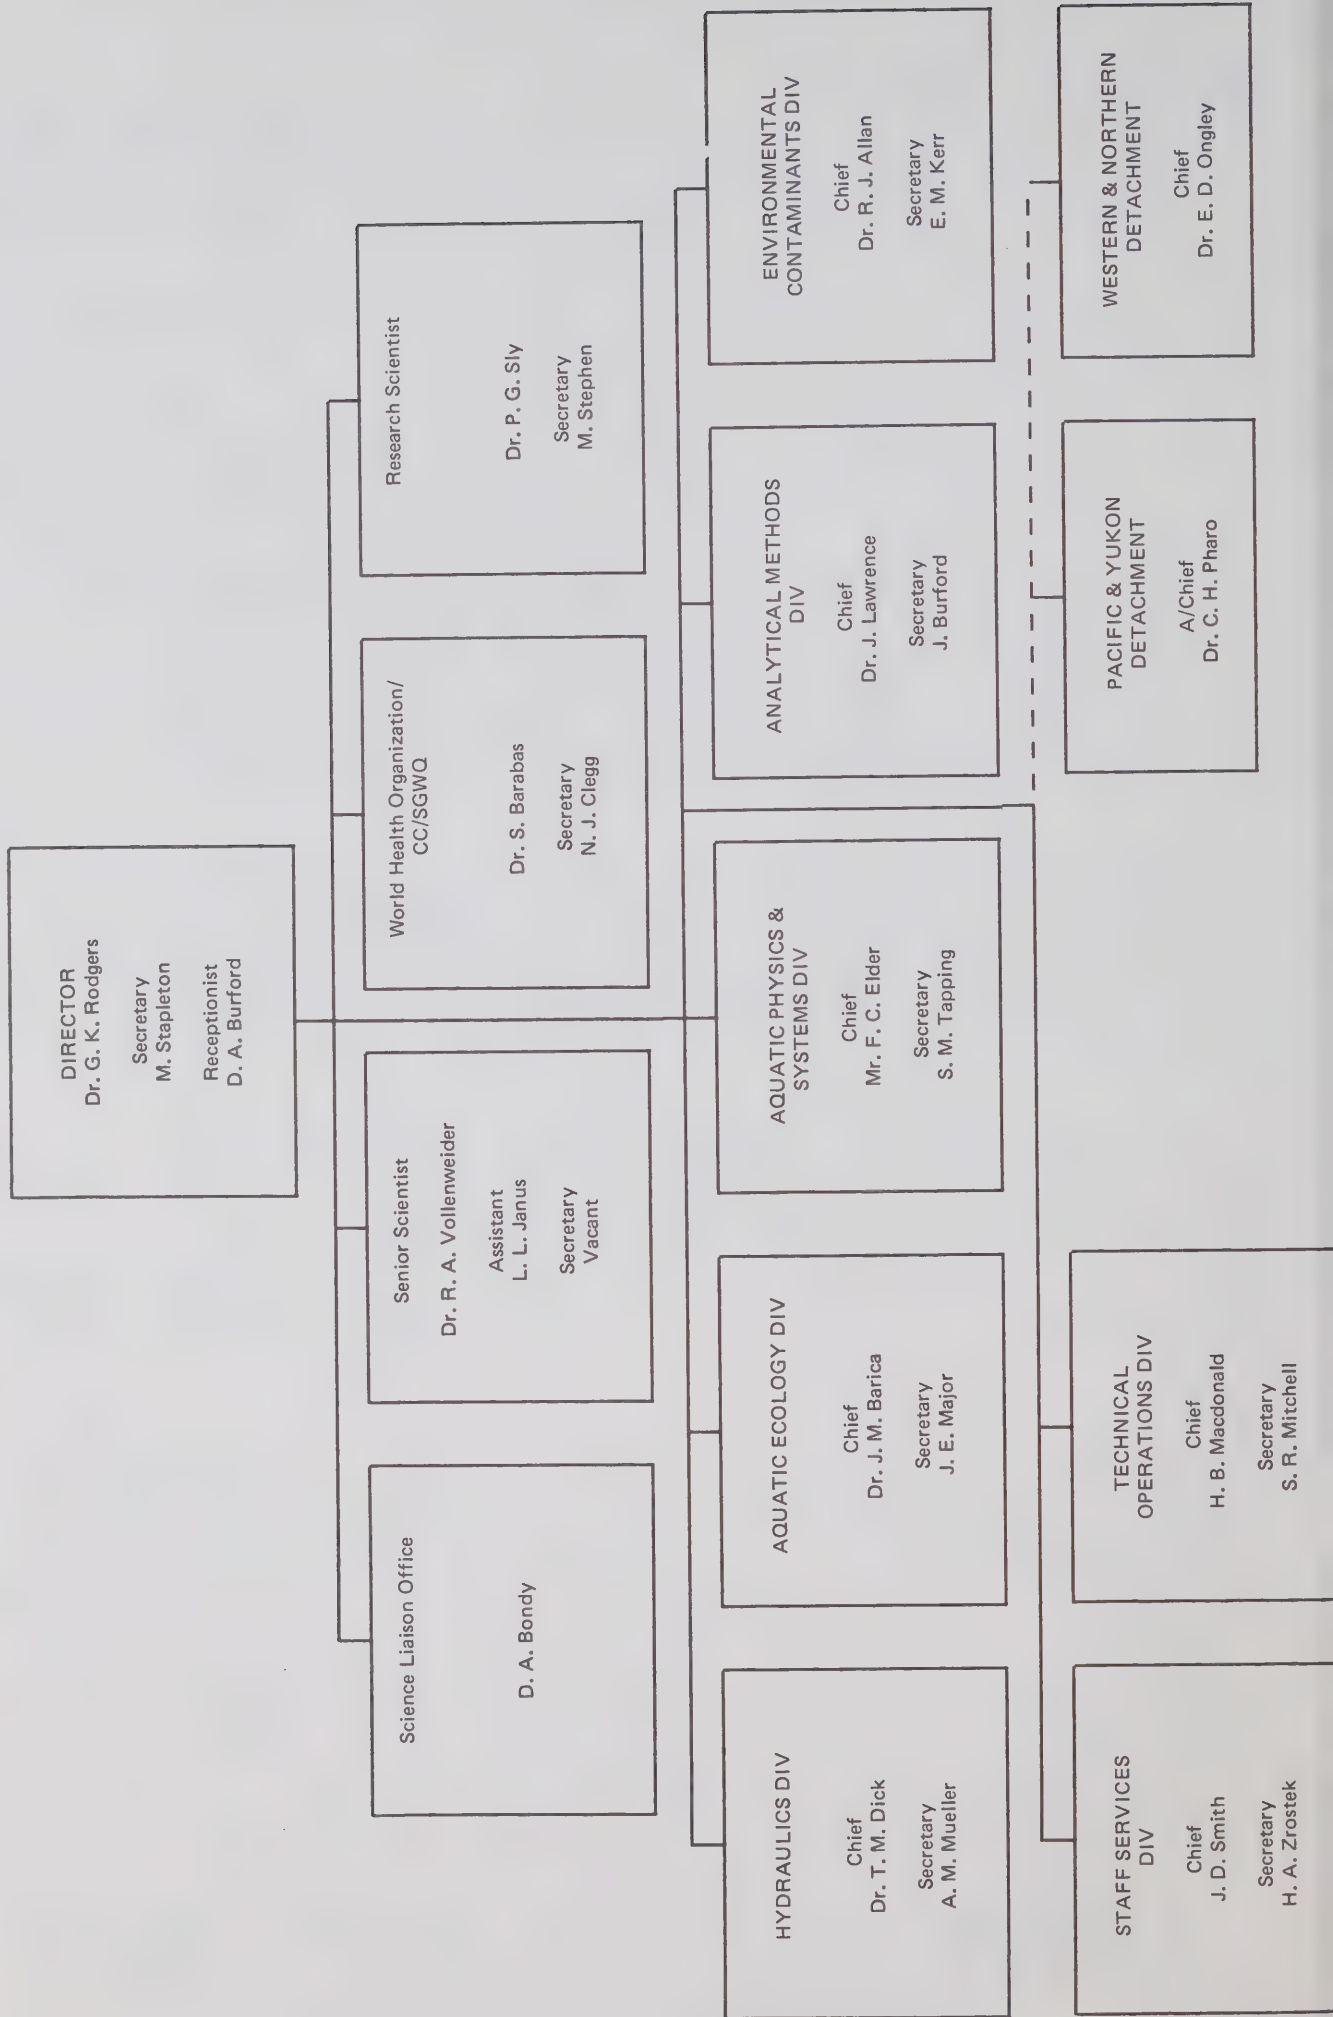 DIRECTOR
Dr. G. K. Rodgers
Secretary
M. Stapleton
Receptionist
D. A. Burford
Science Liaison Office
D. A. Bondy
Senior Scientist
Dr. R. A. Vollenweider
Assistant
L. L. Janus
Secretary
Vacant
World Health Organization/
CC/SGWQ
Dr. S. Barabas
Secretary
N. J. Clegg
Research Scientist
Dr. P. G. Sly
Secretary
M. Stephen
HYDRAULICS DIV
Chief
Dr. T. M. Dick
Secretary
A. M. Mueller
AQUATIC ECOLOGY DIV
Chief
Dr. J. M. Barica
Secretary
J. E. Major
AQUATIC PHYSICS &
SYSTEMS DIV
Chief
Mr. F. C. Elder
Secretary
S. M. Tapping
ANALYTICAL METHODS
DIV
Chief
Dr. J. Lawrence
Secretary
J. Burford
ENVIRONMENTAL
CONTAMINANTS DIV
Chief
Dr. R. J. Allan
Secretary
E. M. Kerr
STAFF SERVICES
DIV
Chief
J. D. Smith
Secretary
H. A. Zrostek
TECHNICAL
OPERATIONS DIV
Chief
H. B. Macdonald
Secretary
S. R. Mitchell
PACIFIC & YUKON
DETACHMENT
A/Chief
Dr. C. H. Pharo
WESTERN & NORTHERN
DETACHMENT
Chief
Dr. E. D. Ongley